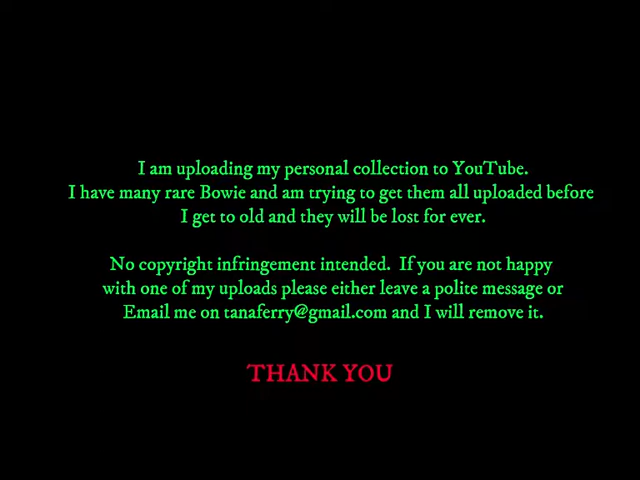 I am uploading my personal collection to YouTube.
I have many rare Bowie and am trying to get them all uploaded before
I get to old and they will be lost for ever.
No copyright infringement intended.  If you are not happy
with one of my uploads please either leave a polite message or
Email me on tanaferry@gmail.com and I will remove it.
THANK YOU